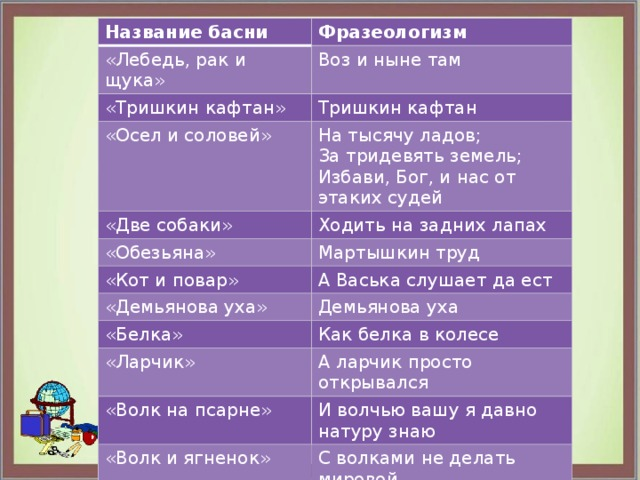 Название басни
Фразеологизм
«Лебедь, рак и
щука»
Воз и ныне там
«Тришкин кафтан»
Тришкин кафтан
«Осел и соловей»
На тысячу ладов;
За тридевять земель;
Избави, Бог, и нас от
этаких судей
«Две собаки»
Ходить на задних лапах
«Обезьяна»
Мартышкин труд
«Кот и повар»
А Васька слушает да ест
«Демьянова уха»
Демьянова уха
«Белка»
Как белка в колесе
«Ларчик»
А ларчик просто
открывался
«Волк на псарне»
И волчью вашу я давно
натуру знаю
«Волк и ягненок»
С волками не делать
мировой